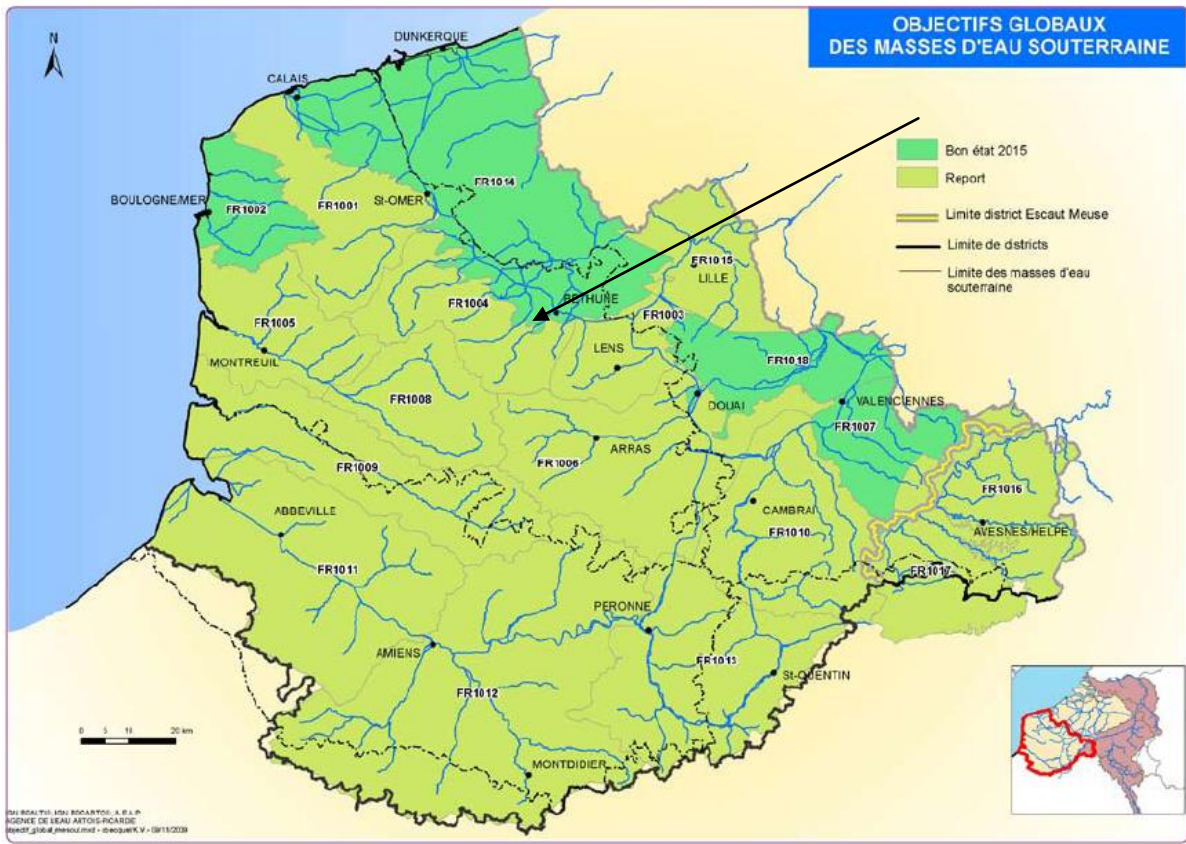 OBJECTIFS GLOBAUX
DES MASSES D'EAU SOUTERRAINE
N
DUNKERQUE
CALAIS
Bon état 2015
Report
FR1014
BOULOGNE/MER
FR1002
FR1001
St-OMER
Limite district Escaut Meuse
Limite de districts
Limite des masses d'eau
souterraine
FR1015
LILLE
FR1004
BETHUNE
FR1003
FR1005
MONTREUIL
LENS
FR1018
FR1008
DOUAI
VALENCIENNES
FR1007
ARRAS
FR1006
FR1009
FR1016
CAMBRAI
ABBEVILLE
FR1010
AVESNES/HELPE
FR1011
FR1017
PERONNE
AMIENS
FR1013
St-QUENTIN
FR1012
0 5 10 20 km
MONTDIDIER
AGENCE DE L'EAU ARTOIS-PICARDIE